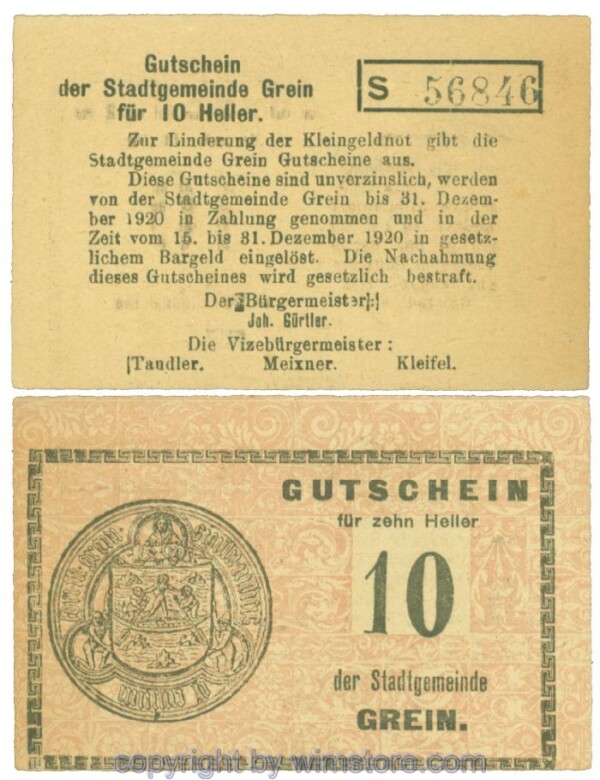 Gutschein
der Stadtgemeinde Grein
für 10 Heller.
S 56846
Zur Linderung der Kleingeldnot gibt die
Stadtgemeinde Grein Gutscheine aus.
Diese Gutscheine sind unverzinslich, werden
von der Stadtgemeinde Grein bis 31. Dezem-
ber 1920 in Zahlung genommen und in der
Zeit vom 15. bis 31. Dezember 1920 in gesetz-
lichem Bargeld eingelöst. Die Nachahmung
dieses Gutscheines wird gesetzlich bestraft.
Der Bürgermeister:
Joh. Gürtler.
Die Vizebürgermeister:
Tandler. Meixner. Kleifel.
GUTSCHEIN
für zehn Heller
10
der Stadtgemeinde
GREIN.
copyright by wimstore.com